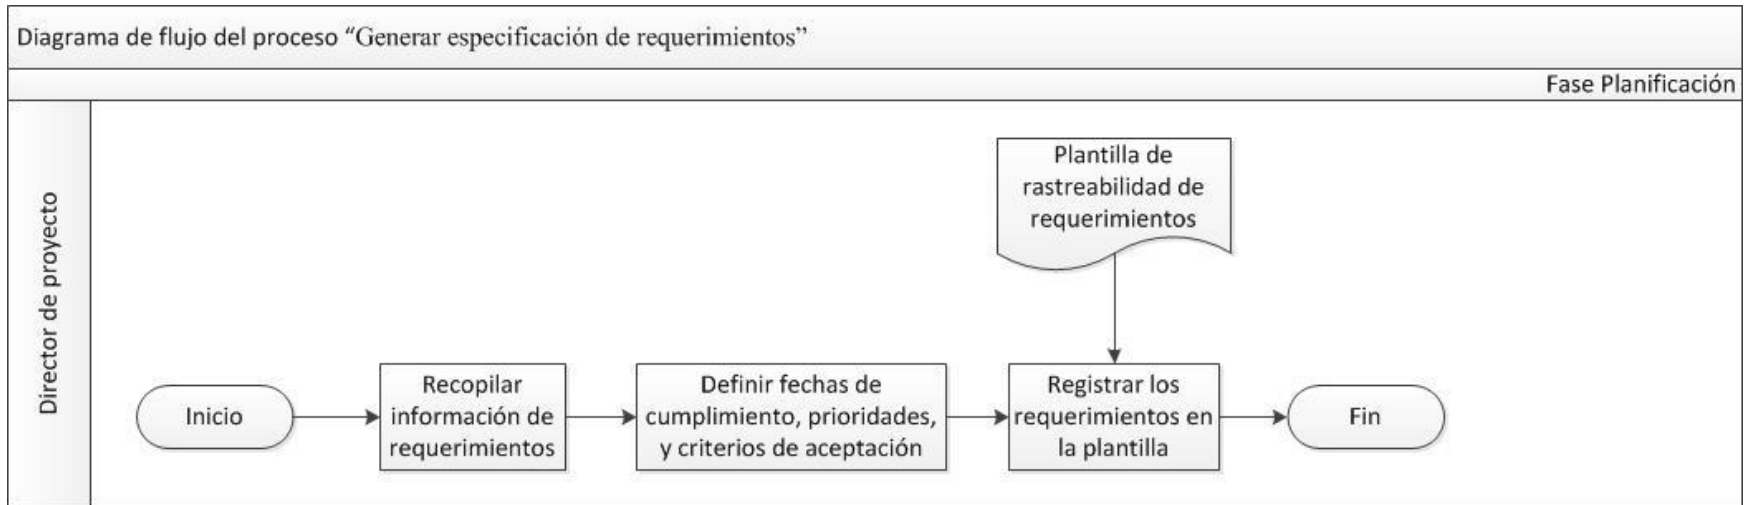 Diagrama de flujo del proceso “Generar especificación de requerimientos”
Fase Planificación
Director de proyecto
Plantilla de
rastreabilidad de
requerimientos
Inicio
Recopilar
información de
requerimientos
Definir fechas de
cumplimiento, prioridades,
y criterios de aceptación
Registrar los
requerimientos en
la plantilla
Fin